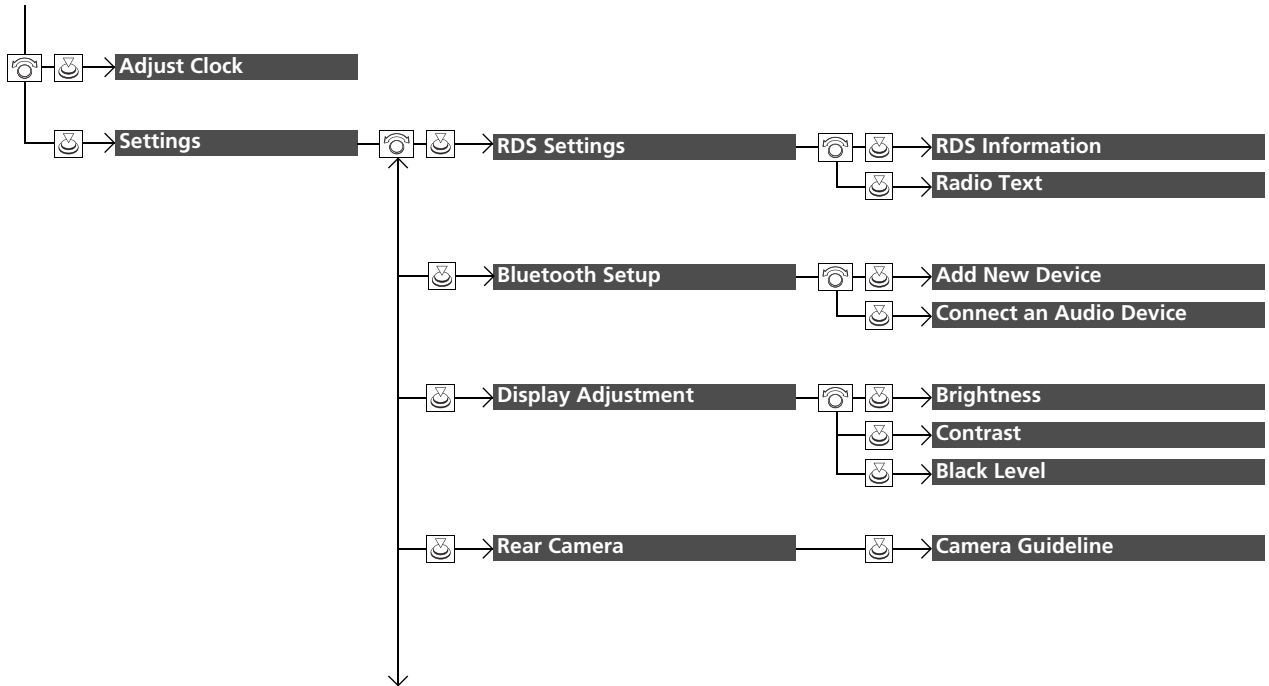 Adjust Clock
Settings
RDS Settings
RDS Information
Radio Text
Bluetooth Setup
Add New Device
Connect an Audio Device
Display Adjustment
Brightness
Contrast
Black Level
Rear Camera
Camera Guideline